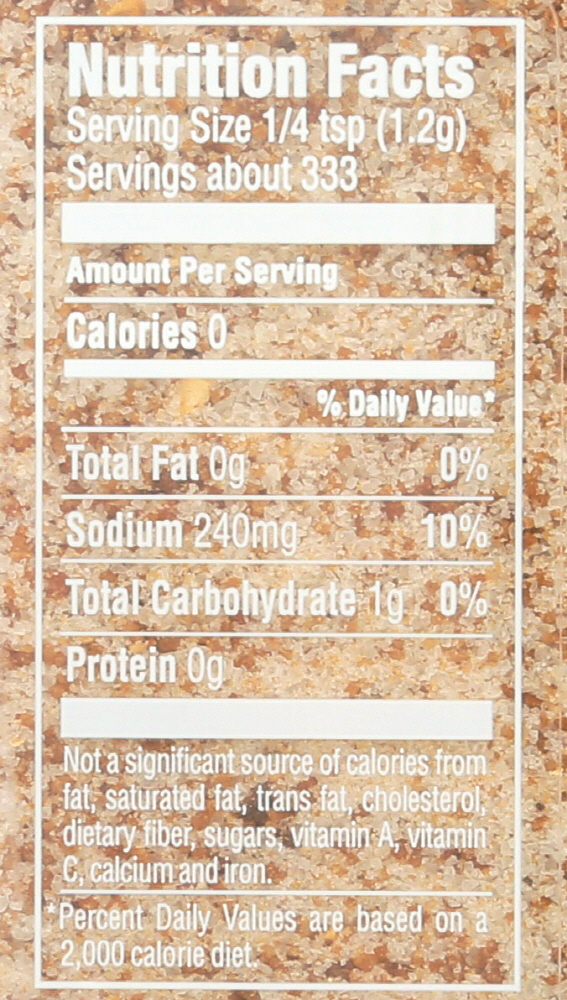 Nutrition Facts
Serving Size 1/4 tsp (1.2g)
Servings about 333
Amount Per Serving
Calories 0
% Daily Value*
Total Fat 0g 0%
Sodium 240mg 10%
Total Carbohydrate 1g 0%
Protein 0g
Not a significant source of calories from
fat, saturated fat, trans fat, cholesterol,
dietary fiber, sugars, vitamin A, vitamin
C, calcium and iron.
*Percent Daily Values are based on a
2,000 calorie diet.